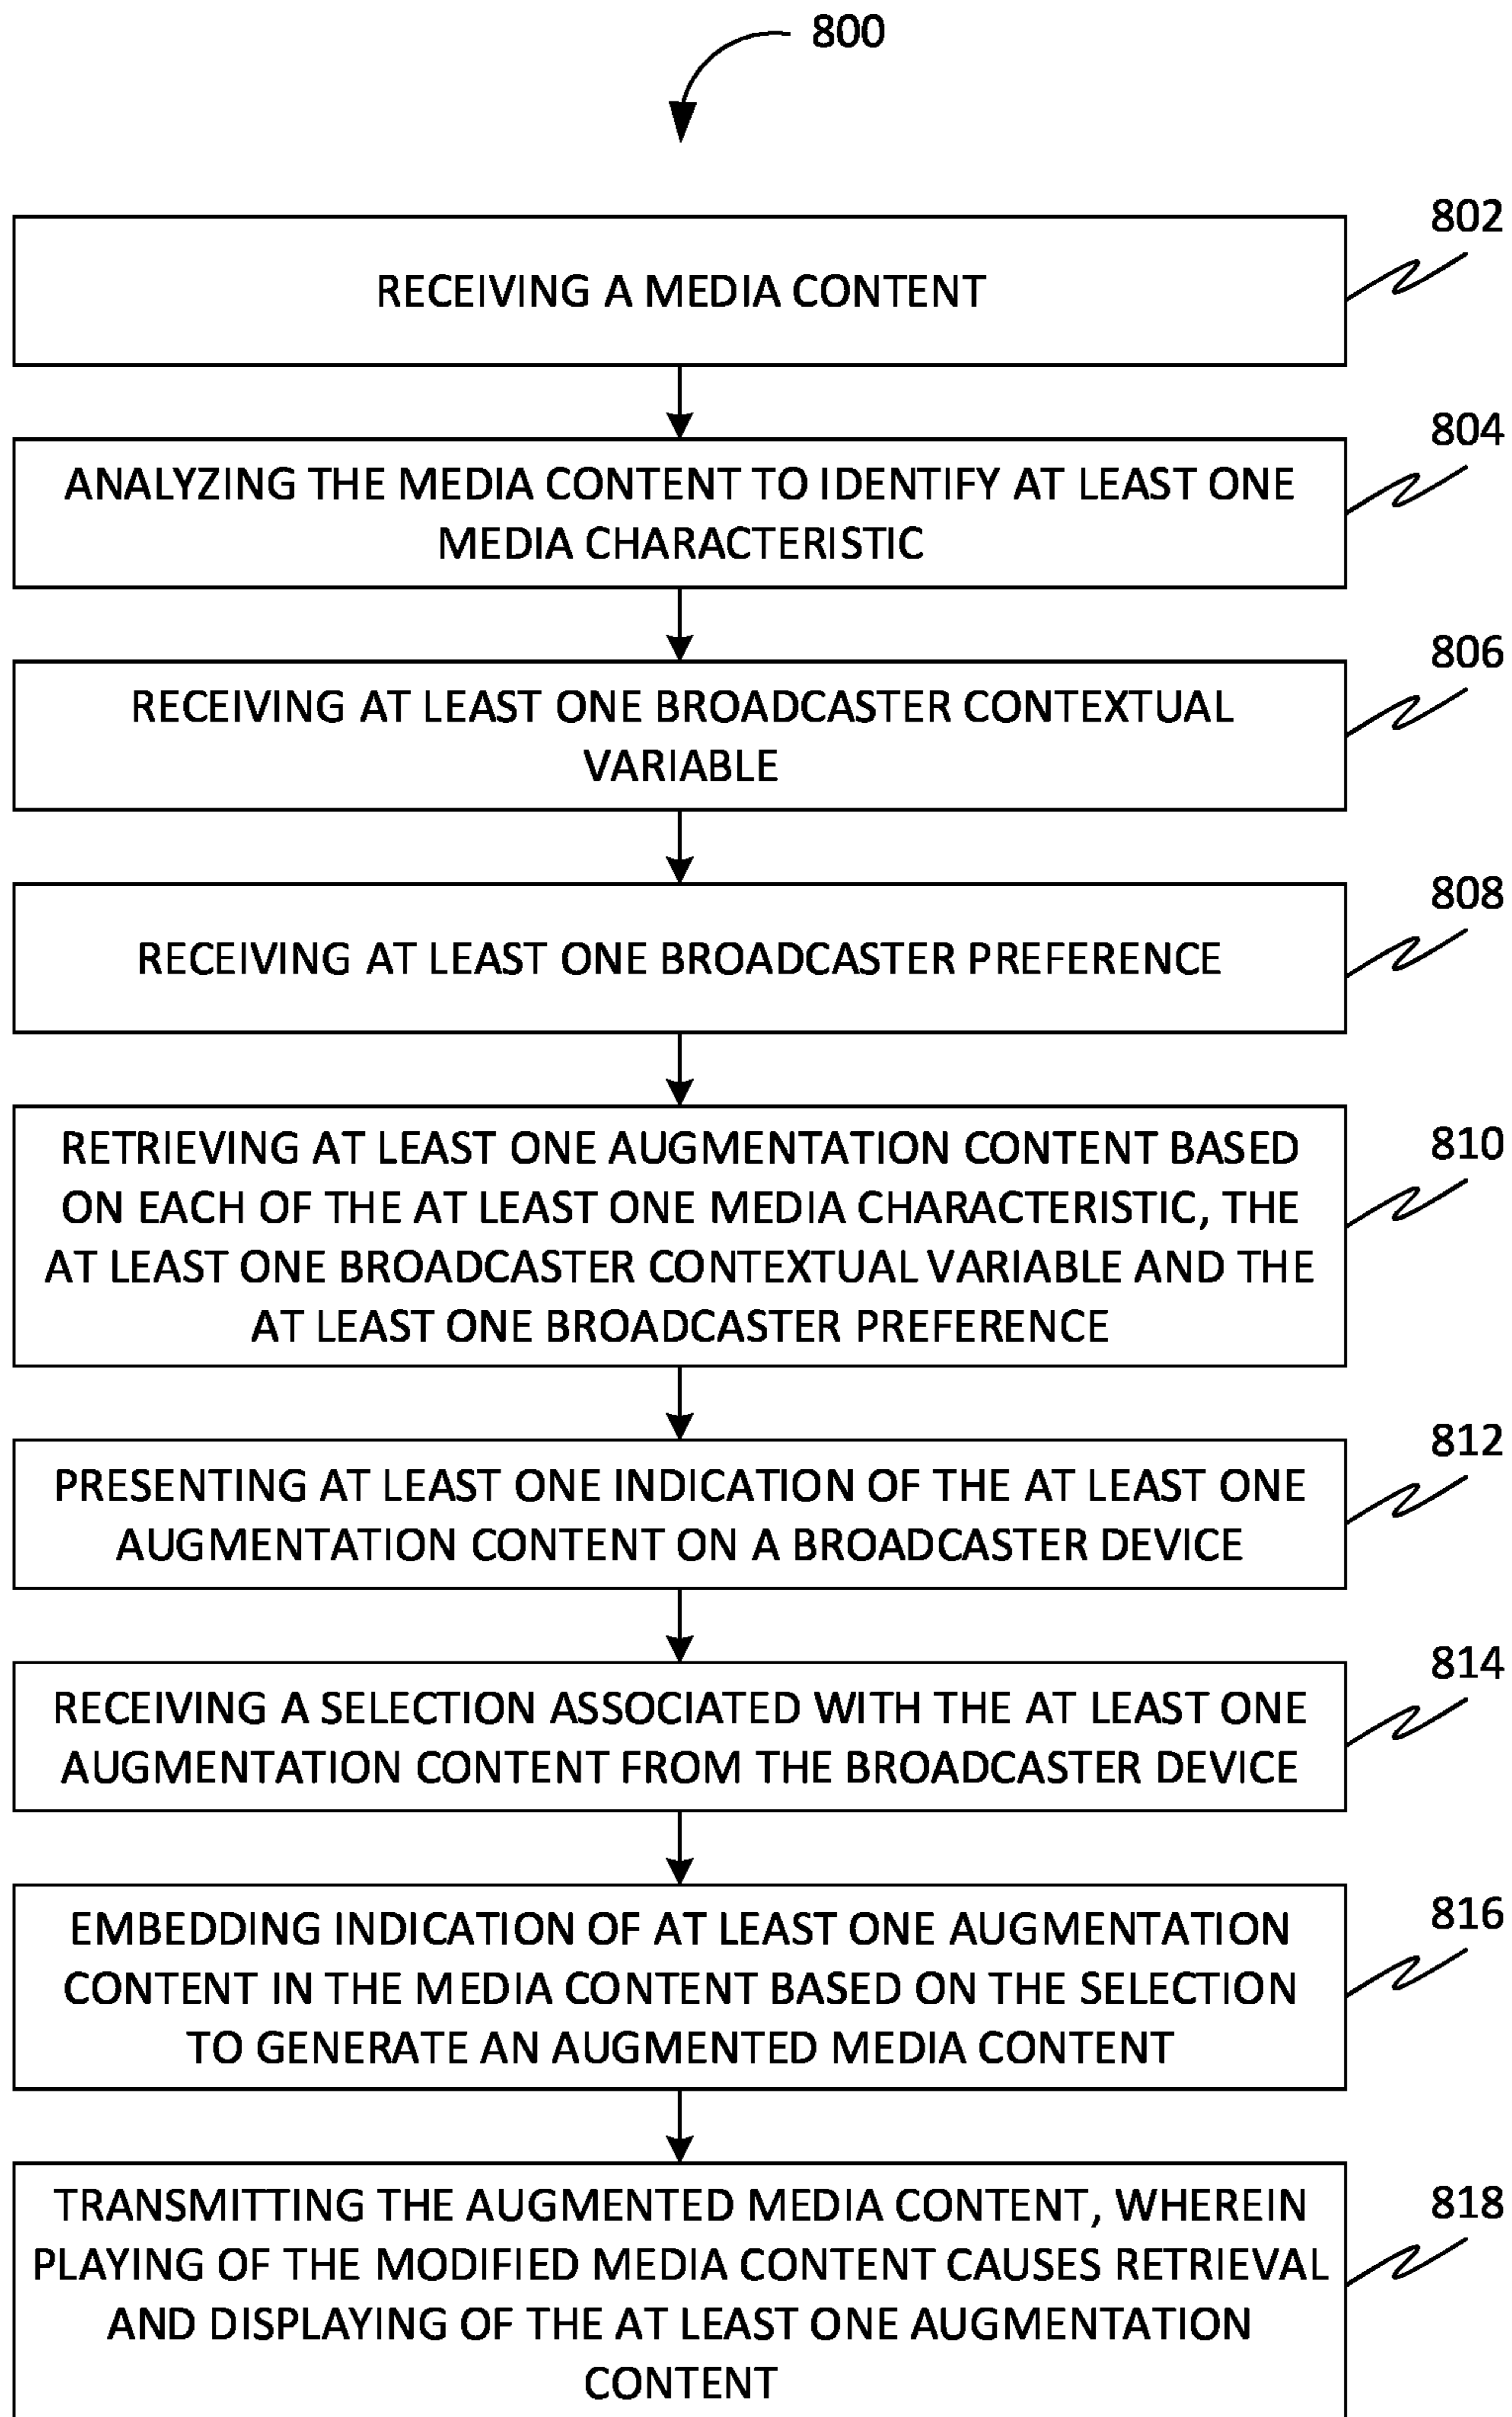 800
802
RECEIVING A MEDIA CONTENT
804
ANALYZING THE MEDIA CONTENT TO IDENTIFY AT LEAST ONE
MEDIA CHARACTERISTIC
806
RECEIVING AT LEAST ONE BROADCASTER CONTEXTUAL
VARIABLE
808
RECEIVING AT LEAST ONE BROADCASTER PREFERENCE
810
RETRIEVING AT LEAST ONE AUGMENTATION CONTENT BASED
ON EACH OF THE AT LEAST ONE MEDIA CHARACTERISTIC, THE
AT LEAST ONE BROADCASTER CONTEXTUAL VARIABLE AND THE
AT LEAST ONE BROADCASTER PREFERENCE
812
PRESENTING AT LEAST ONE INDICATION OF THE AT LEAST ONE
AUGMENTATION CONTENT ON A BROADCASTER DEVICE
814
RECEIVING A SELECTION ASSOCIATED WITH THE AT LEAST ONE
AUGMENTATION CONTENT FROM THE BROADCASTER DEVICE
816
EMBEDDING INDICATION OF AT LEAST ONE AUGMENTATION
CONTENT IN THE MEDIA CONTENT BASED ON THE SELECTION
TO GENERATE AN AUGMENTED MEDIA CONTENT
818
TRANSMITTING THE AUGMENTED MEDIA CONTENT, WHEREIN
PLAYING OF THE MODIFIED MEDIA CONTENT CAUSES RETRIEVAL
AND DISPLAYING OF THE AT LEAST ONE AUGMENTATION
CONTENT